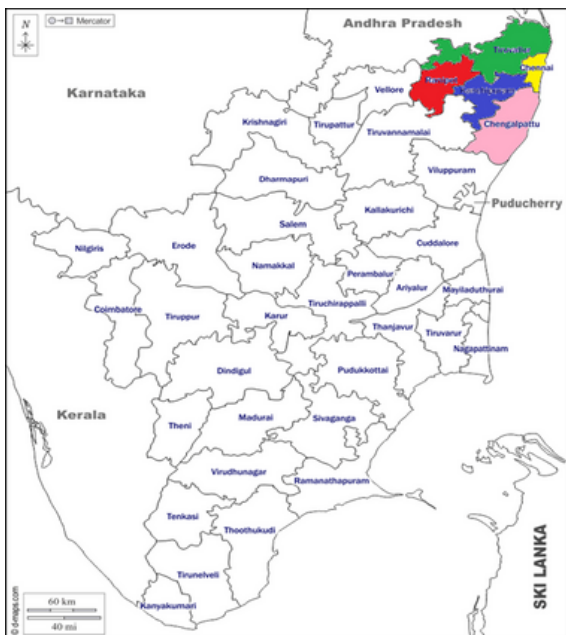 N
Mercator
Andhra Pradesh
Karnataka
Chennai
Vellore
Krishnagiri
Tirupattur
Tiruvannamalai
Chengalpattu
Dharmapuri
Viluppuram
Kallakurichi
Puducherry
Salem
Nilgiris
Erode
Cuddalore
Namakkal
Perambalur
Ariyalur
Mayiladuthurai
Coimbatore
Tiruppur
Karur
Tiruchirappalli
Thanjavur
Tiruvarur
Nagapattinam
Dindigul
Pudukkottai
Kerala
Theni
Madurai
Sivaganga
Virudhunagar
Ramanathapuram
Tenkasi
Thoothukudi
SKI LANKA
Tirunelveli
Kanyakumari
60 km
40 mi
© d-maps.com